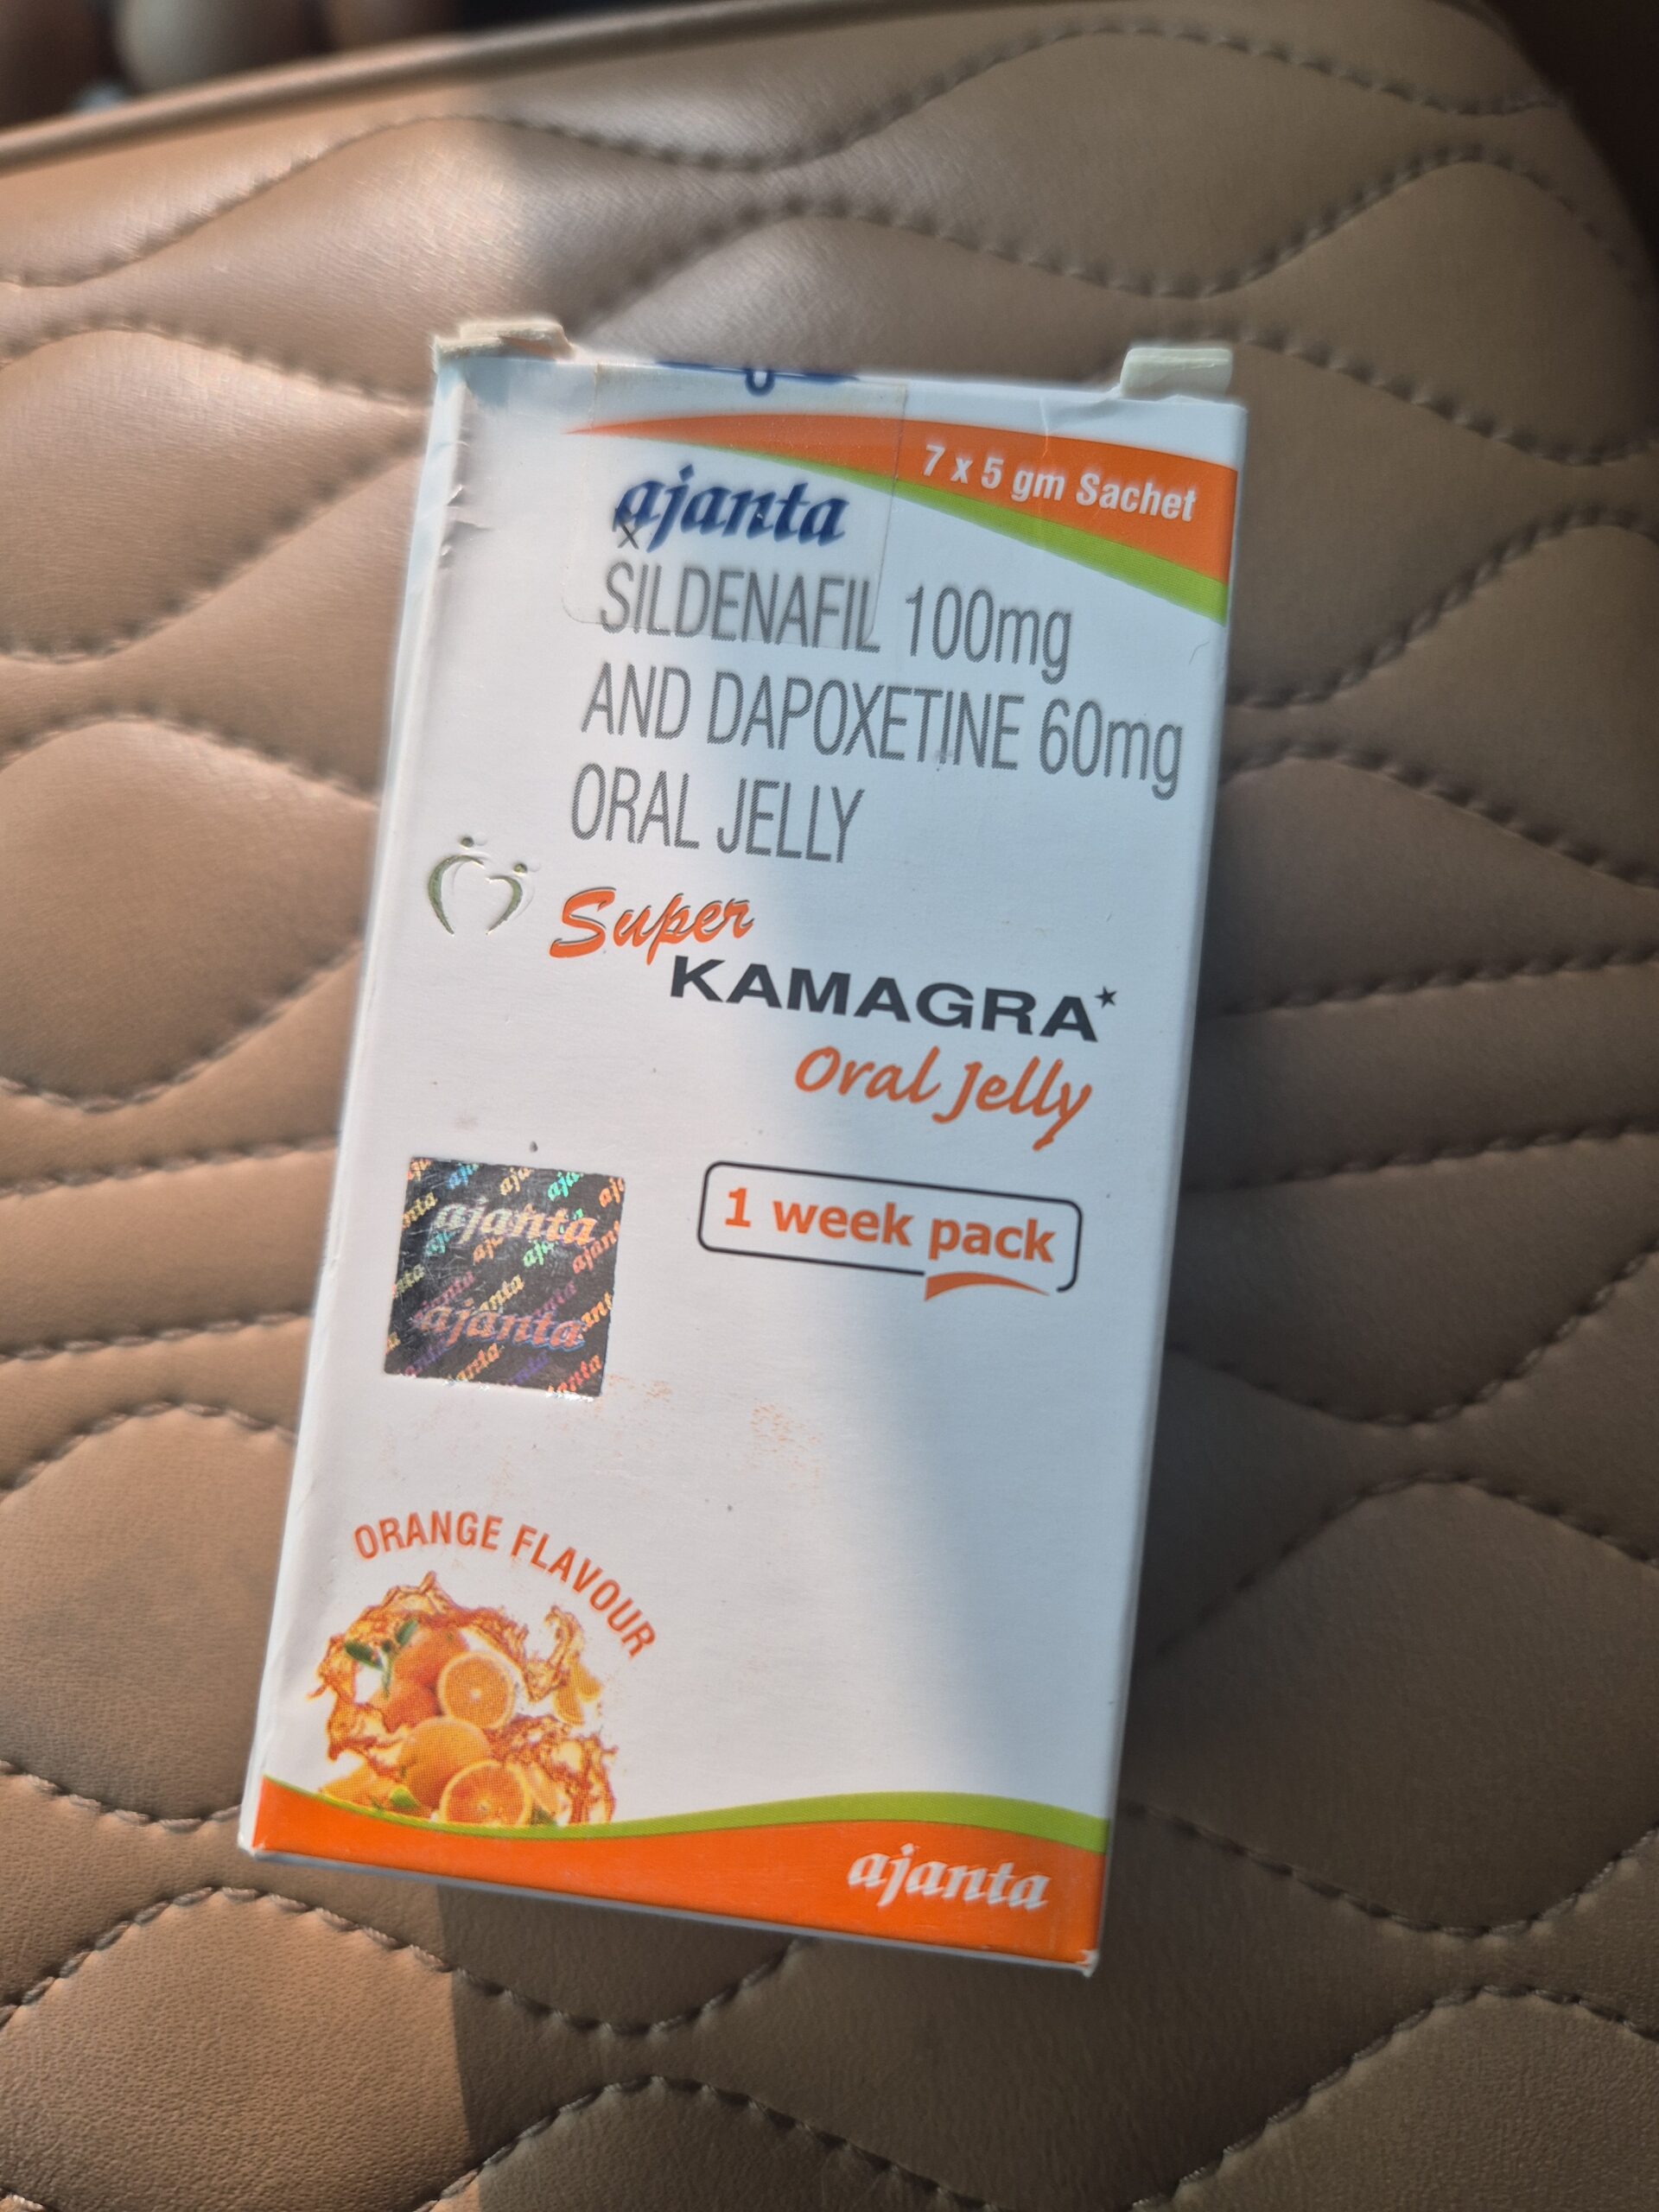 7 x 5 gm Sachet
ajanta
Rx
SILDENAFIL 100mg
AND DAPOXETINE 60mg
ORAL JELLY
Super
KAMAGRA*
Oral Jelly
ajanta
ajanta
1 week pack
ORANGE FLAVOUR
ajanta